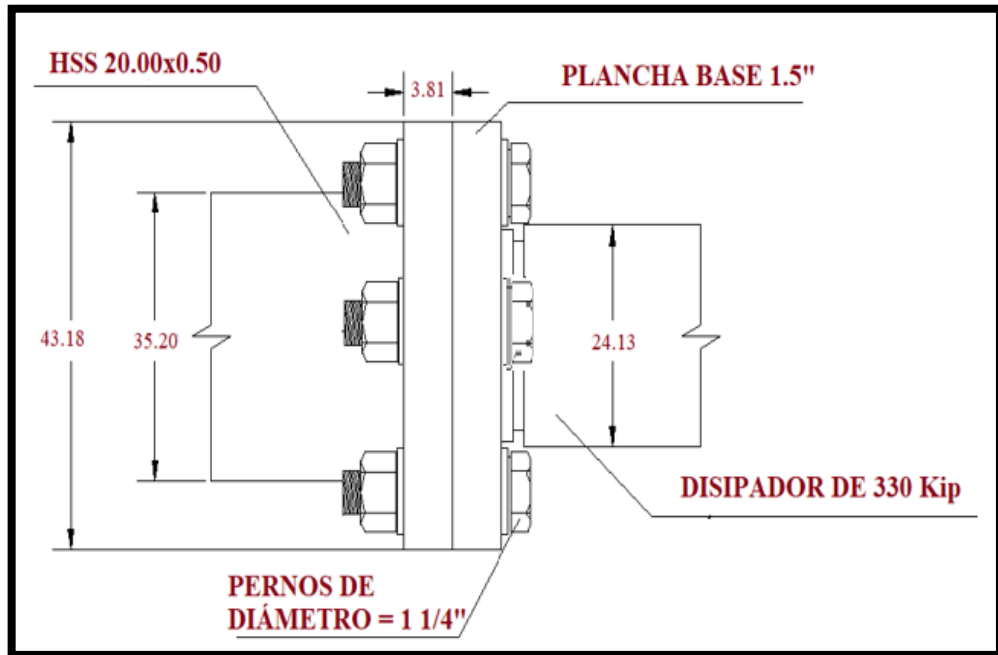 HSS 20.00x0.50
3.81
PLANCHA BASE 1.5"
43.18
35.20
24.13
DISIPADOR DE 330 Kip
PERNOS DE
DIÁMETRO = 1 1/4"